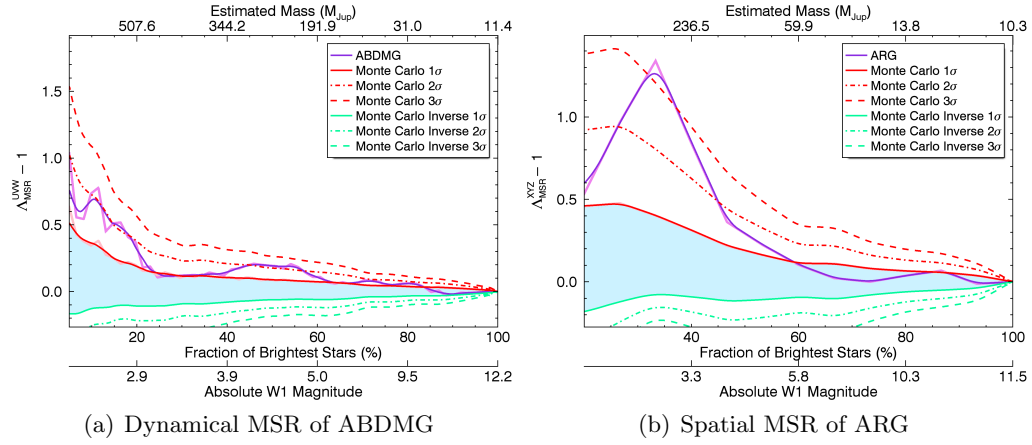 Estimated Mass (M_Jup)
507.6 344.2 191.9 31.0 11.4
ABDMG
Monte Carlo 1σ
Monte Carlo 2σ
Monte Carlo 3σ
Monte Carlo Inverse 1σ
Monte Carlo Inverse 2σ
Monte Carlo Inverse 3σ
Λ^UVW_MSR − 1
1.5
1.0
0.5
0.0
20 40 60 80 100
Fraction of Brightest Stars (%)
2.9 3.9 5.0 9.5 12.2
Absolute W1 Magnitude
(a) Dynamical MSR of ABDMG
Estimated Mass (M_Jup)
236.5 59.9 13.8 10.3
ARG
Monte Carlo 1σ
Monte Carlo 2σ
Monte Carlo 3σ
Monte Carlo Inverse 1σ
Monte Carlo Inverse 2σ
Monte Carlo Inverse 3σ
Λ^XYZ_MSR − 1
1.0
0.5
0.0
40 60 80 100
Fraction of Brightest Stars (%)
3.3 5.8 10.3 11.5
Absolute W1 Magnitude
(b) Spatial MSR of ARG